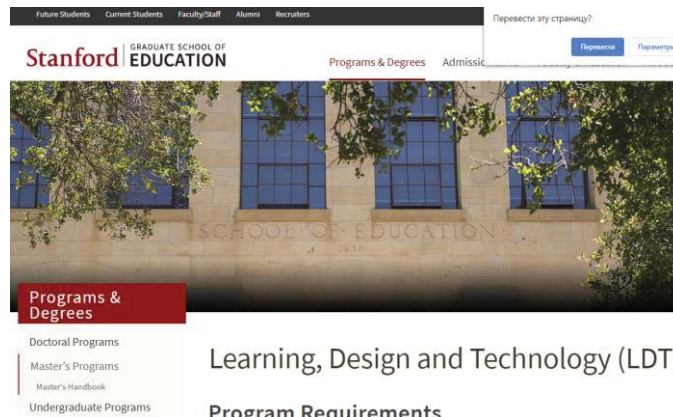 Future Students Current Students Faculty/Staff Alumni Recruiters
Перевести эту страницу?
Перевести Параметры
Stanford GRADUATE SCHOOL OF EDUCATION
Programs & Degrees
SCHOOL · OF · EDUCATION
1938
Programs &
Degrees
Doctoral Programs
Master's Programs
Master's Handbook
Undergraduate Programs
Learning, Design and Technology (LDT
Program Requirements